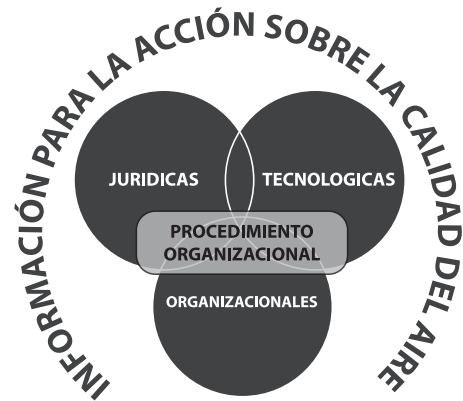 INFORMACIÓN PARA LA ACCIÓN SOBRE LA CALIDAD DEL AIRE
JURIDICAS
TECNOLOGICAS
PROCEDIMIENTO
ORGANIZACIONAL
ORGANIZACIONALES